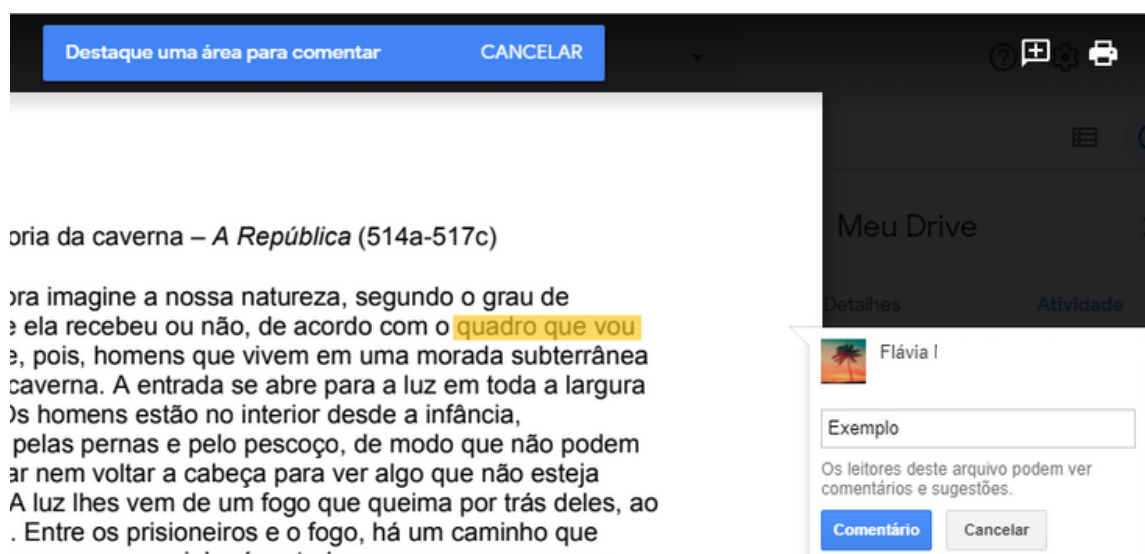 Destaque uma área para comentar CANCELAR
Meu Drive
oria da caverna – A República (514a-517c)
ora imagine a nossa natureza, segundo o grau de
e ela recebeu ou não, de acordo com o quadro que vou
e, pois, homens que vivem em uma morada subterrânea
caverna. A entrada se abre para a luz em toda a largura
Os homens estão no interior desde a infância,
pelas pernas e pelo pescoço, de modo que não podem
ar nem voltar a cabeça para ver algo que não esteja
A luz lhes vem de um fogo que queima por trás deles, ao
. Entre os prisioneiros e o fogo, há um caminho que
Detalhes Atividade
Flávia
Exemplo
Os leitores deste arquivo podem ver
comentários e sugestões.
Comentário Cancelar